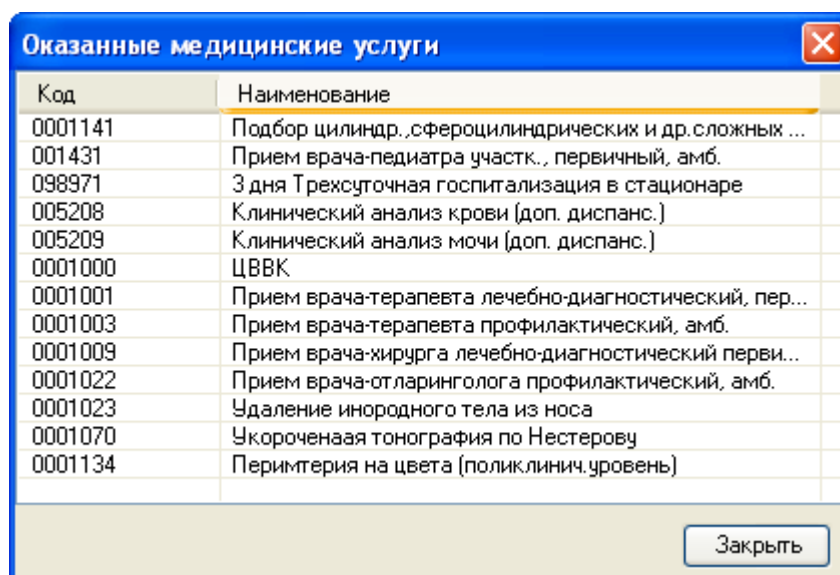 Оказанные медицинские услуги
Код Наименование
0001141 Подбор цилиндр.,сфероцилиндрических и др.сложных ...
001431 Прием врача-педиатра участк., первичный, амб.
098971 3 дня Трехсуточная госпитализация в стационаре
005208 Клинический анализ крови (доп. диспанс.)
005209 Клинический анализ мочи (доп. диспанс.)
0001000 ЦВВК
0001001 Прием врача-терапевта лечебно-диагностический, пер...
0001003 Прием врача-терапевта профилактический, амб.
0001009 Прием врача-хирурга лечебно-диагностический перви...
0001022 Прием врача-отларинголога профилактический, амб.
0001023 Удаление инородного тела из носа
0001070 Укороченаая тонография по Нестерову
0001134 Перимтерия на цвета (поликлинич.уровень)
Закрыть